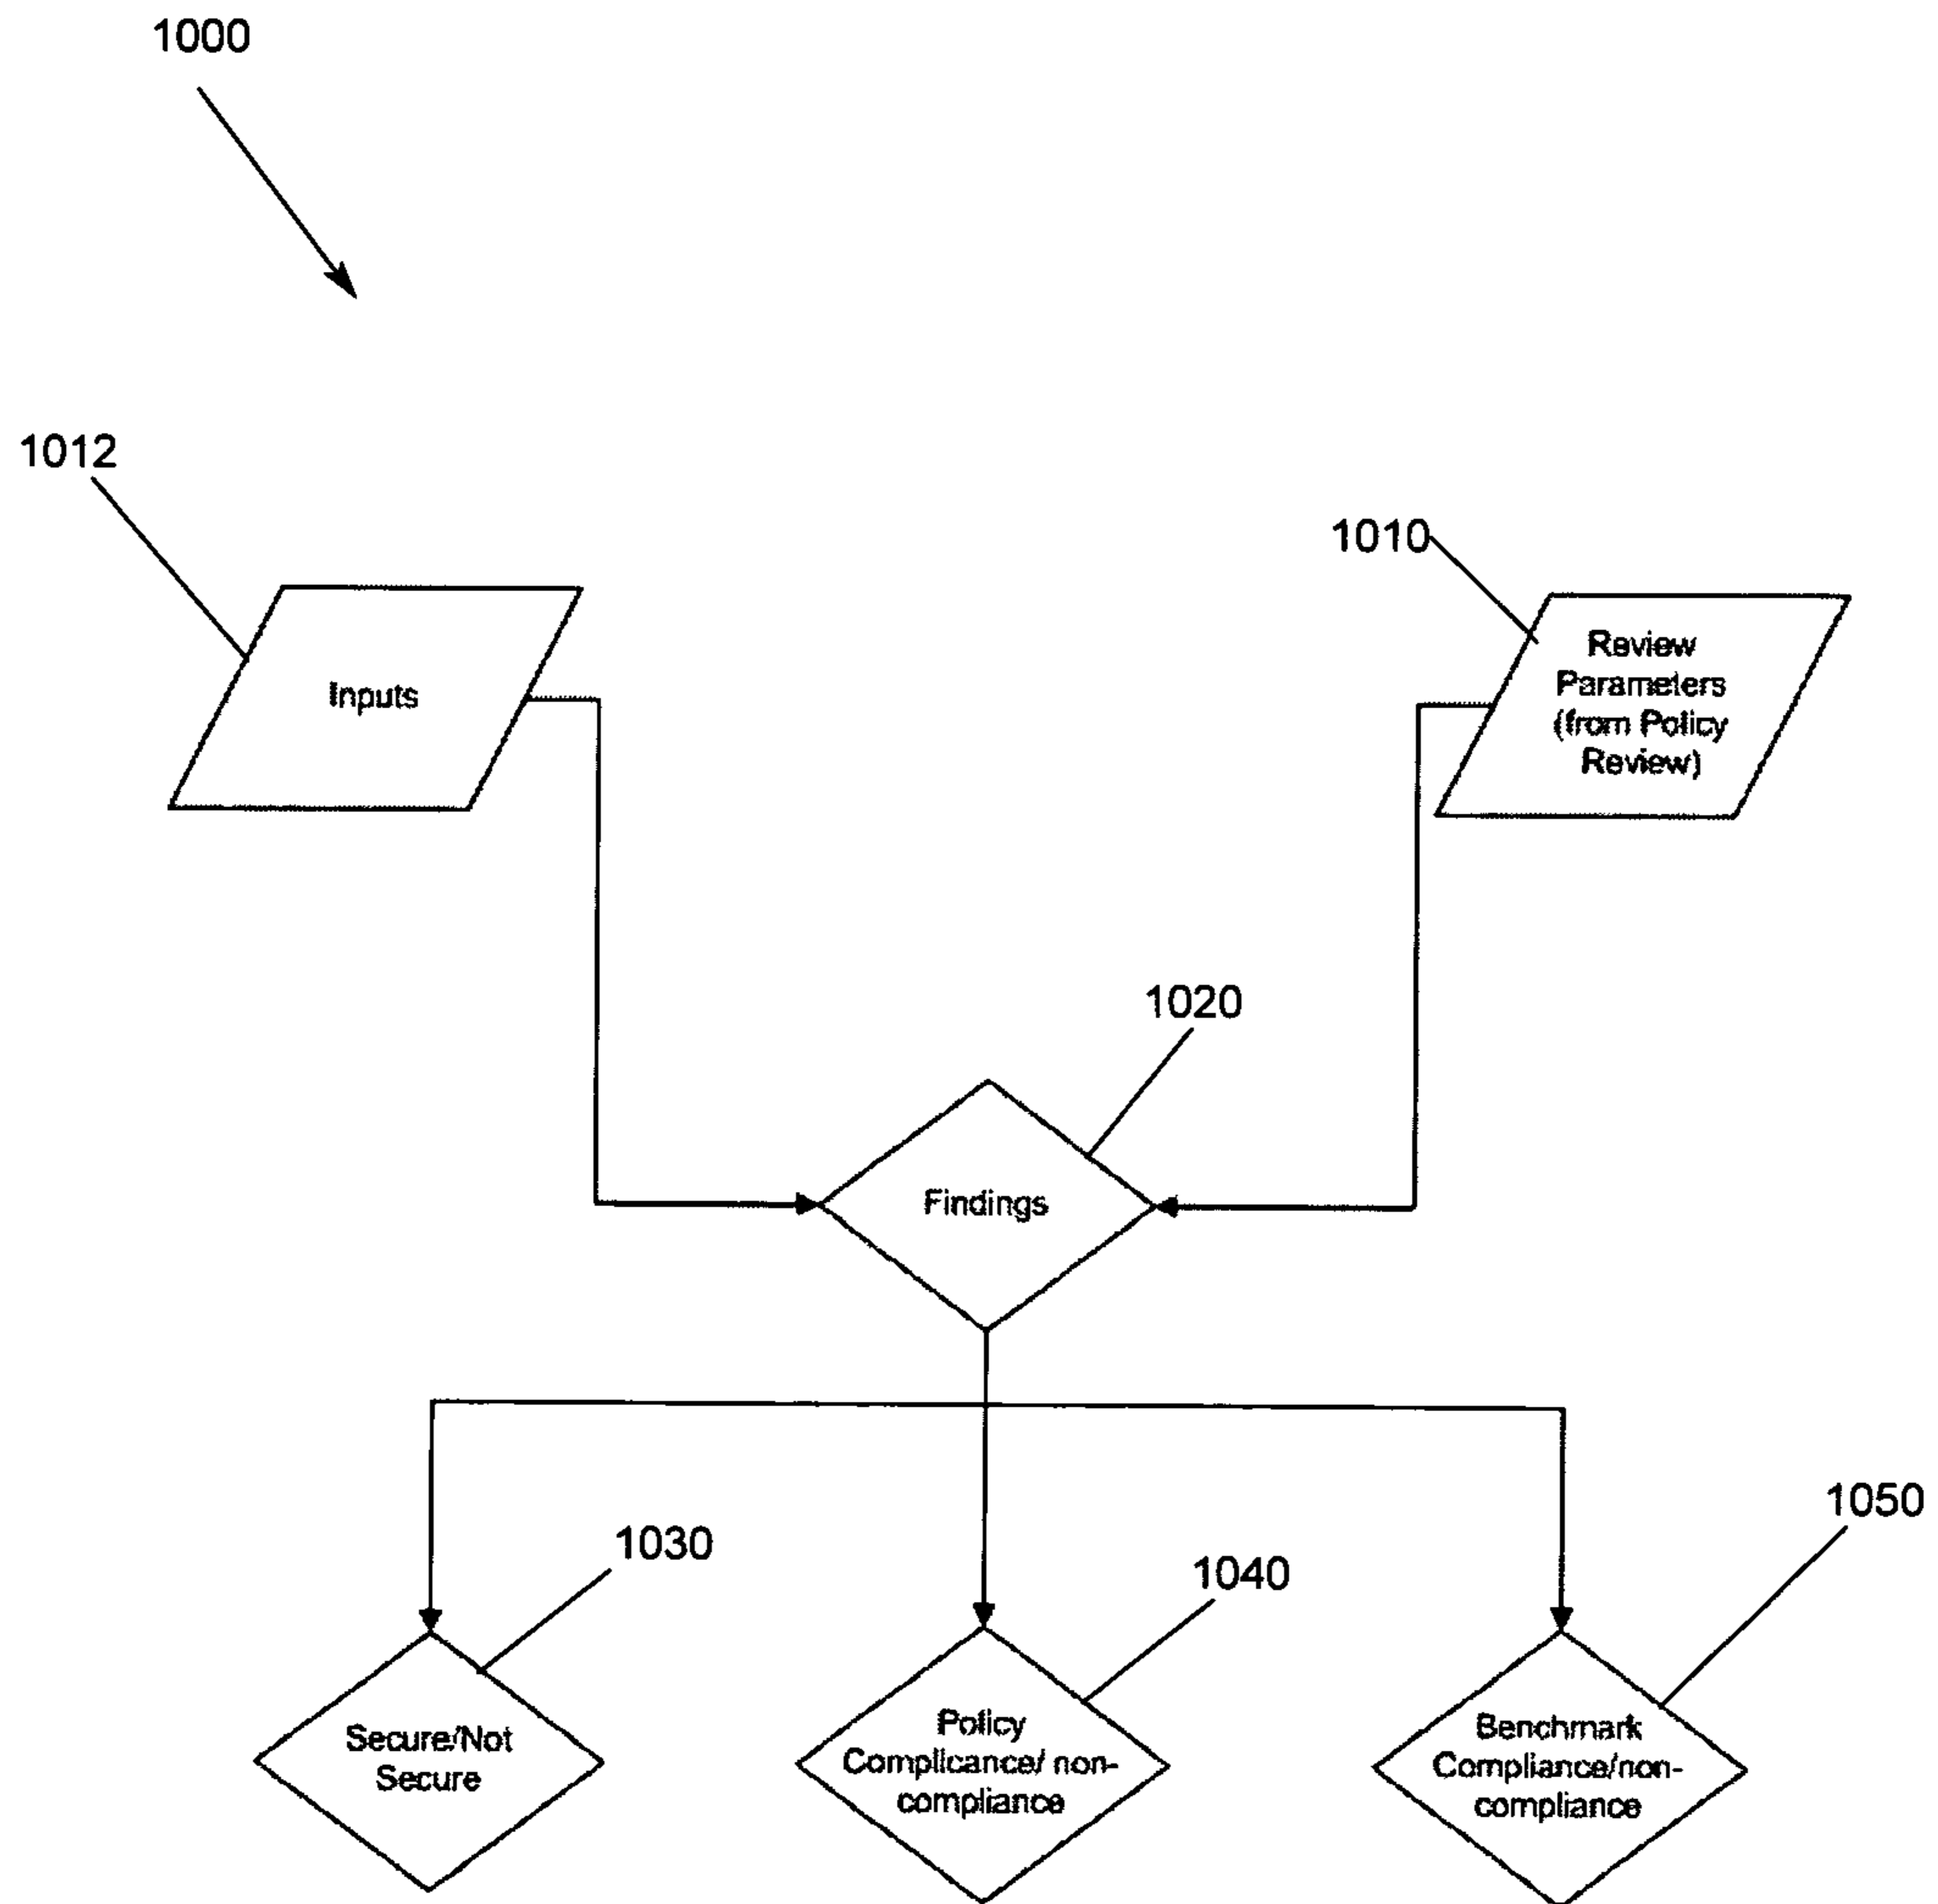 1000
1012
Inputs
1010
Review
Parameters
(from Policy
Review)
1020
Findings
1030
Secure/Not
Secure
1040
Policy
Complicance/ non-
compliance
1050
Benchmark
Compliance/non-
compliance